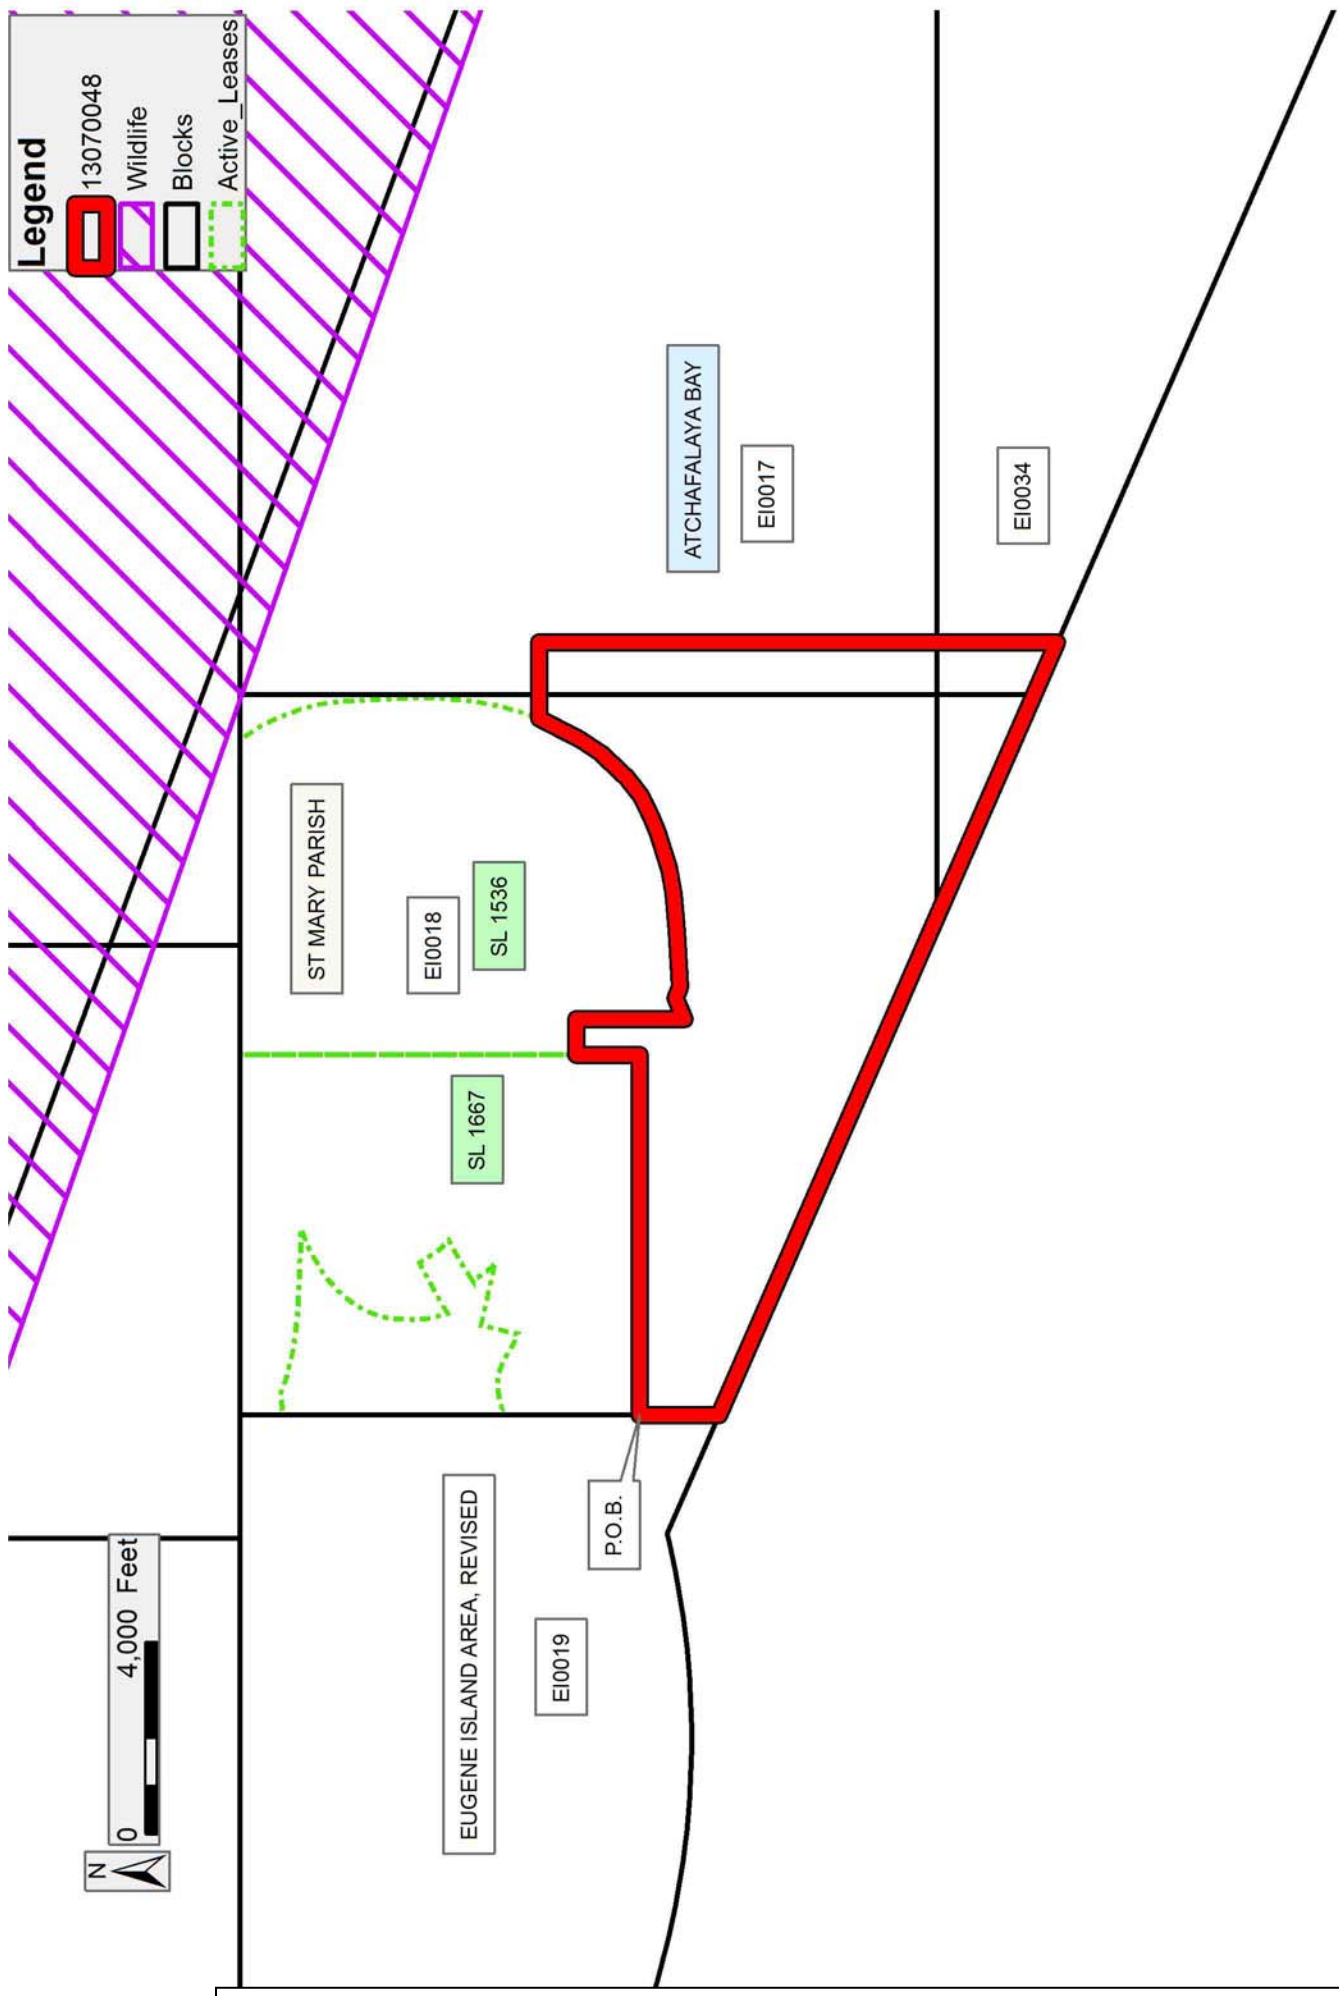 Legend
13070048
Wildlife
Blocks
Active_Leases
ATCHAFALAYA BAY
EI0017
EI0034
ST MARY PARISH
EI0018
SL 1536
SL 1667
P.O.B.
EUGENE ISLAND AREA, REVISED
EI0019
0 4,000 Feet
N